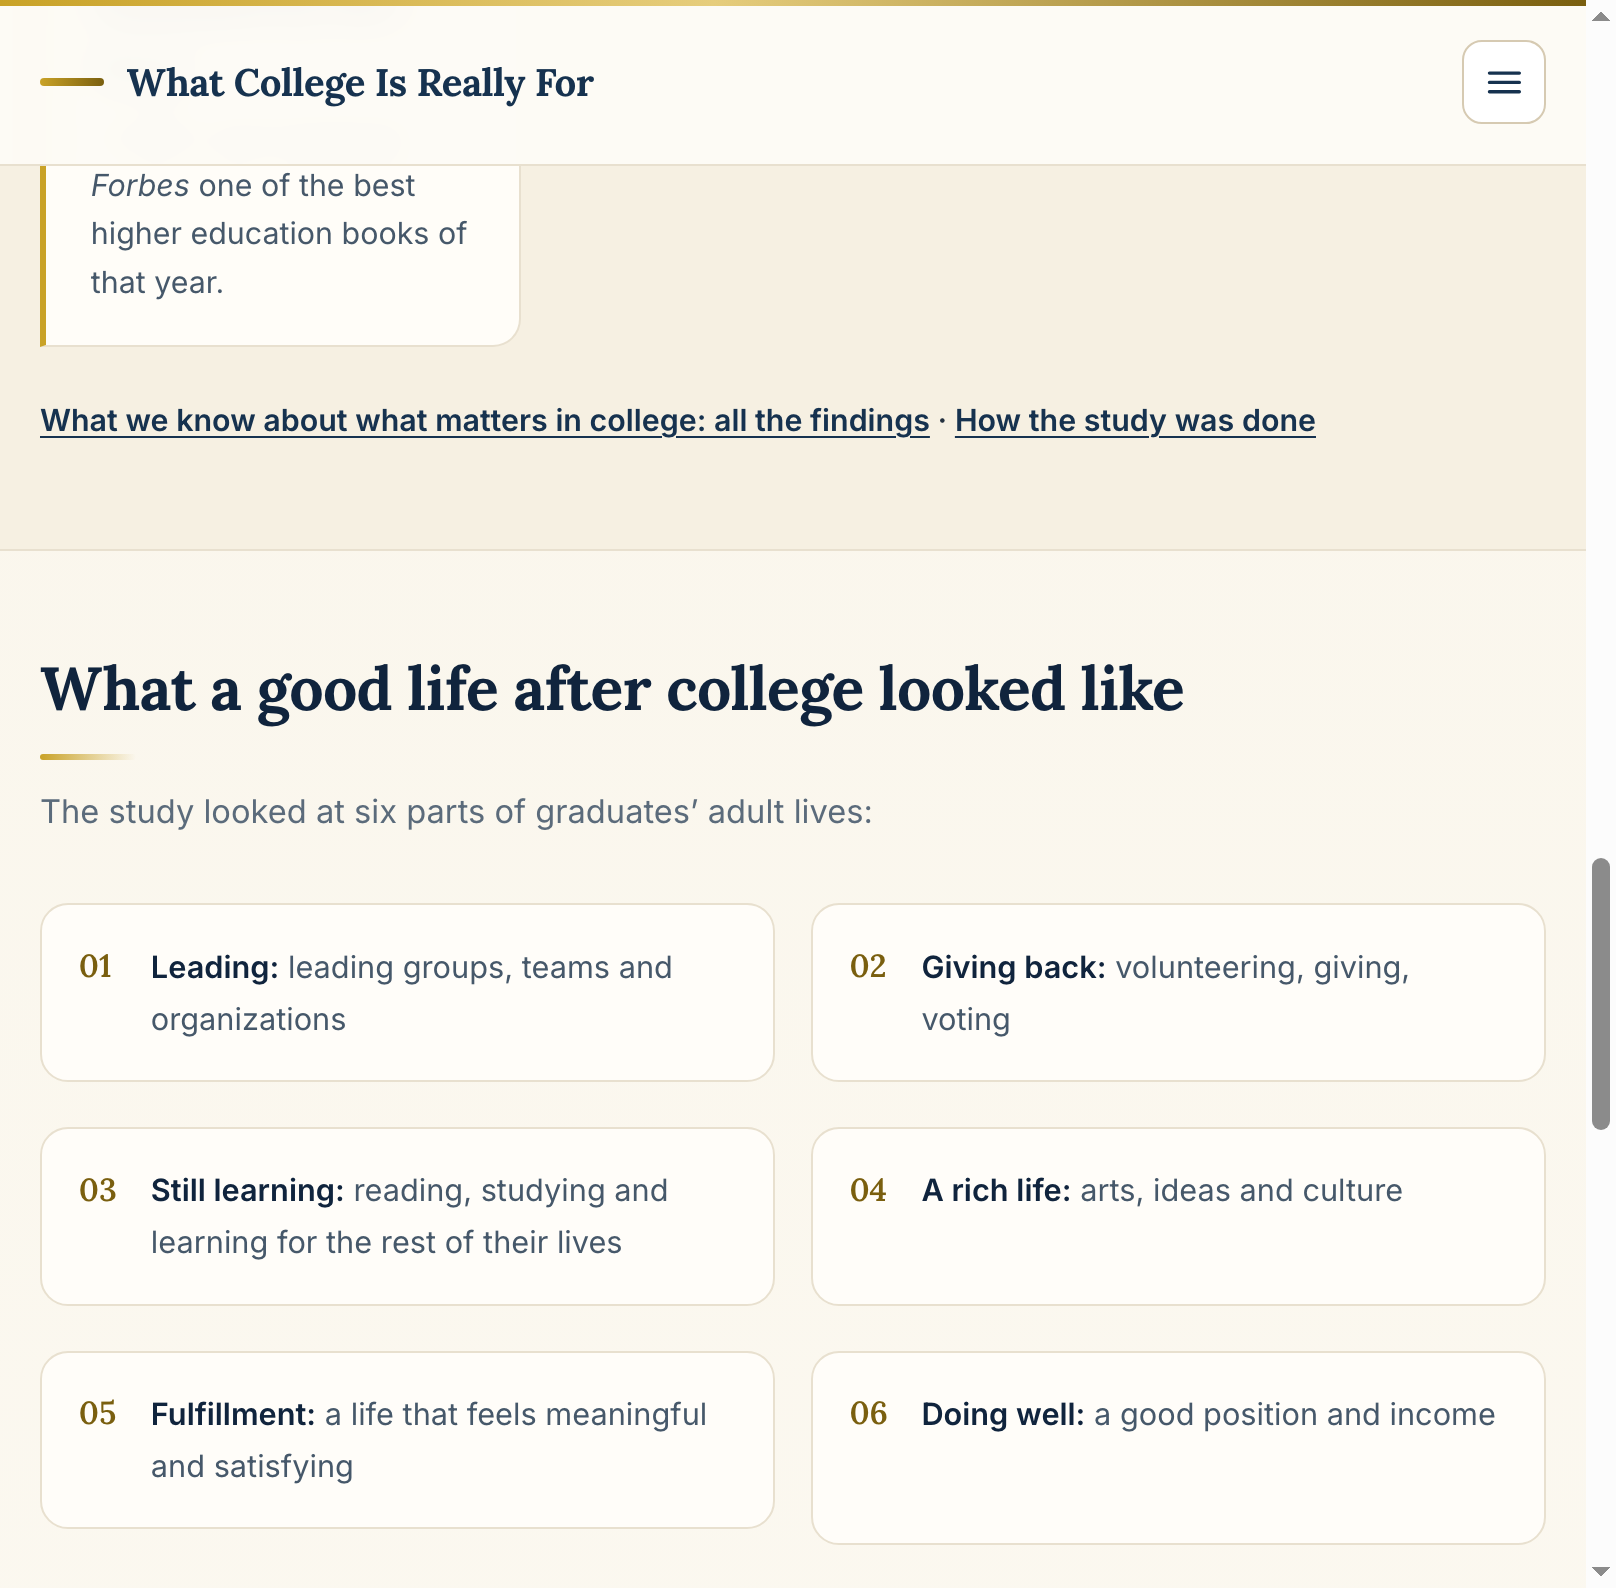 What College Is Really For
Forbes one of the best
higher education books of
that year.
What we know about what matters in college: all the findings · How the study was done
What a good life after college looked like
The study looked at six parts of graduates’ adult lives:
01 Leading: leading groups, teams and
organizations
02 Giving back: volunteering, giving,
voting
03 Still learning: reading, studying and
learning for the rest of their lives
04 A rich life: arts, ideas and culture
05 Fulfillment: a life that feels meaningful
and satisfying
06 Doing well: a good position and income